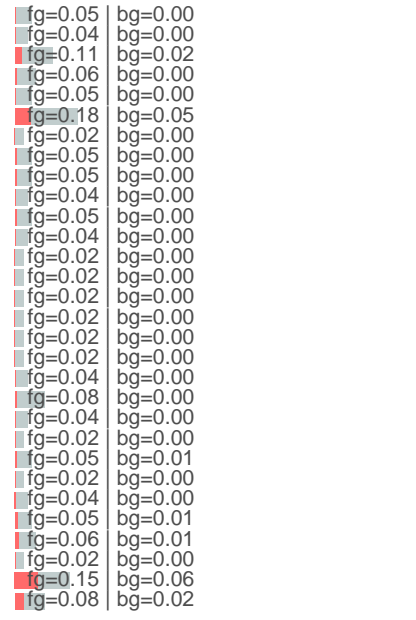 fg=0.05 | bg=0.00
fg=0.04 | bg=0.00
fg=0.11 | bg=0.02
fg=0.06 | bg=0.00
fg=0.05 | bg=0.00
fg=0.18 | bg=0.05
fg=0.02 | bg=0.00
fg=0.05 | bg=0.00
fg=0.05 | bg=0.00
fg=0.04 | bg=0.00
fg=0.05 | bg=0.00
fg=0.04 | bg=0.00
fg=0.02 | bg=0.00
fg=0.02 | bg=0.00
fg=0.02 | bg=0.00
fg=0.02 | bg=0.00
fg=0.02 | bg=0.00
fg=0.02 | bg=0.00
fg=0.04 | bg=0.00
fg=0.08 | bg=0.00
fg=0.04 | bg=0.00
fg=0.02 | bg=0.00
fg=0.05 | bg=0.01
fg=0.02 | bg=0.00
fg=0.04 | bg=0.00
fg=0.05 | bg=0.01
fg=0.06 | bg=0.01
fg=0.02 | bg=0.00
fg=0.15 | bg=0.06
fg=0.08 | bg=0.02